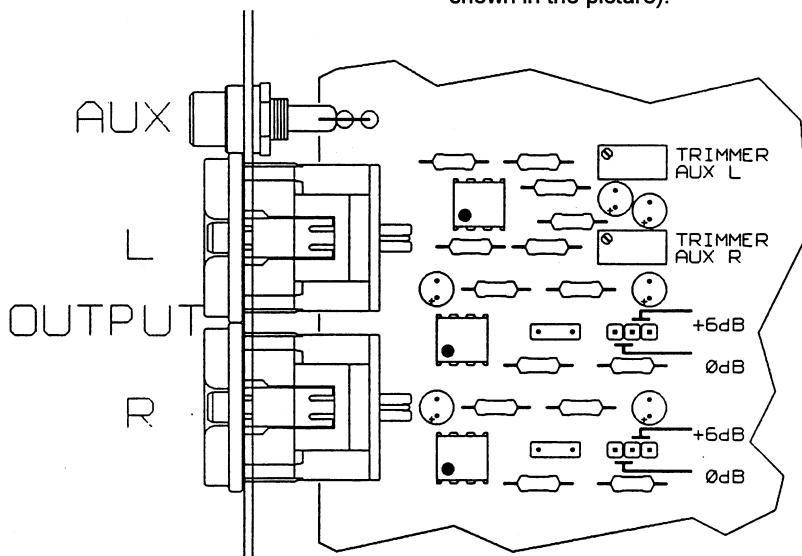 shown in the picture).
AUX
TRIMMER
AUX L
L
TRIMMER
AUX R
OUTPUT
+6dB
ØdB
R
+6dB
ØdB